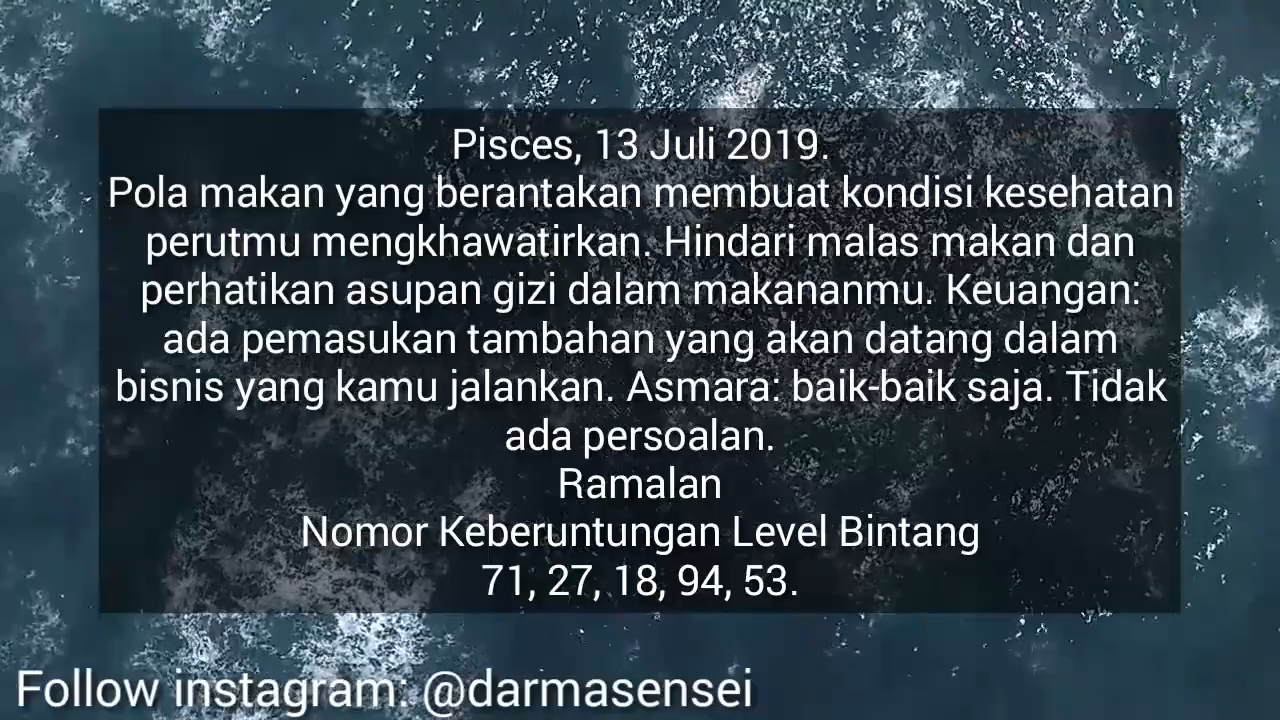 Pisces, 13 Juli 2019.
Pola makan yang berantakan membuat kondisi kesehatan
perutmu mengkhawatirkan. Hindari malas makan dan
perhatikan asupan gizi dalam makananmu. Keuangan:
ada pemasukan tambahan yang akan datang dalam
bisnis yang kamu jalankan. Asmara: baik-baik saja. Tidak
ada persoalan.
Ramalan
Nomor Keberuntungan Level Bintang
71, 27, 18, 94, 53.
Follow instagram: @darmasensei